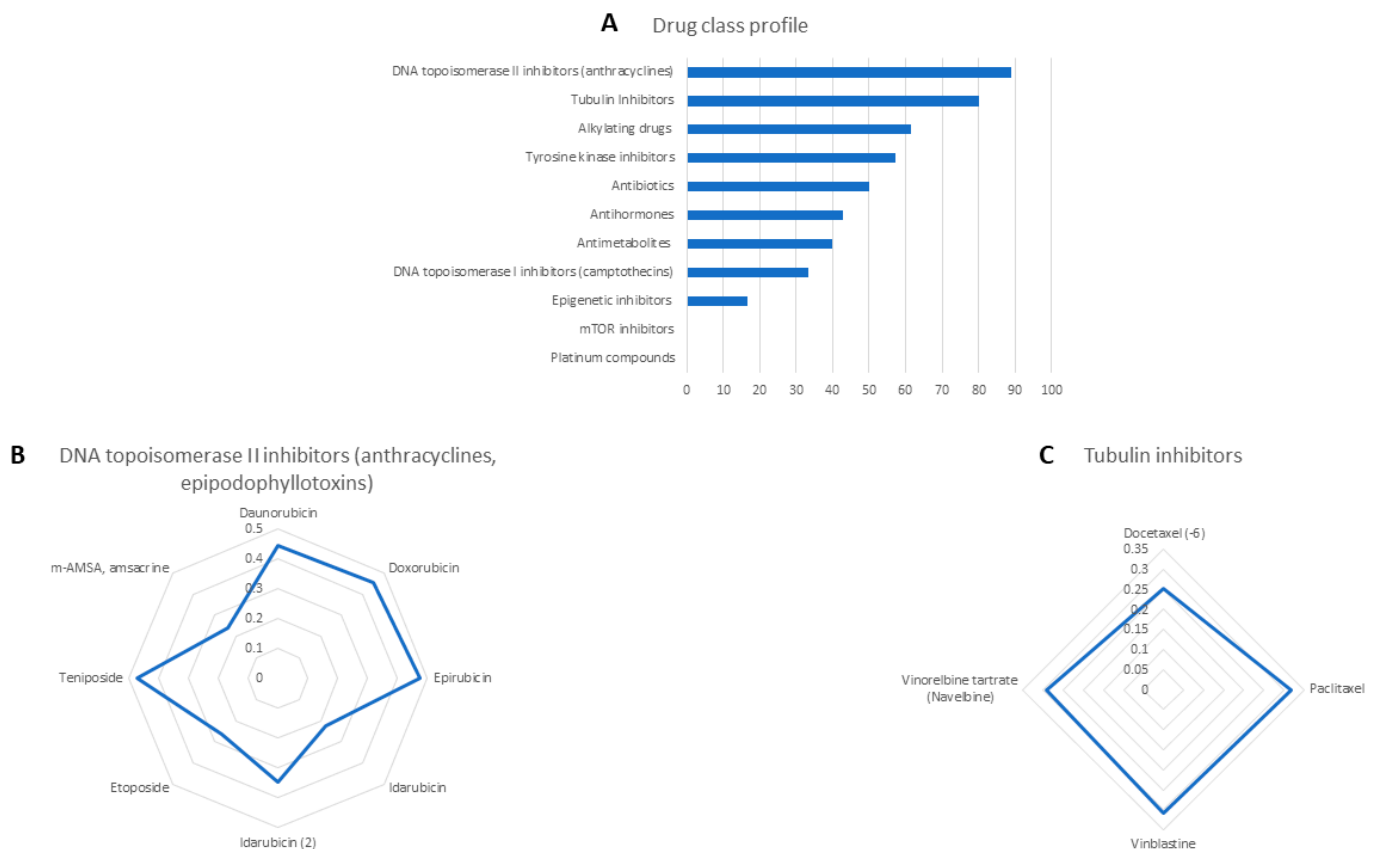 A Drug class profile
DNA topoisomerase II inhibitors (anthracyclines)
Tubulin Inhibitors
Alkylating drugs
Tyrosine kinase inhibitors
Antibiotics
Antihormones
Antimetabolites
DNA topoisomerase I inhibitors (camptothecins)
Epigenetic inhibitors
mTOR inhibitors
Platinum compounds
0 10 20 30 40 50 60 70 80 90 100
B DNA topoisomerase II inhibitors (anthracyclines,
epipodophyllotoxins)
Daunorubicin
0.5
0.4
0.3
0.2
0.1
0
Doxorubicin
Epirubicin
Idarubicin
Idarubicin (2)
Etoposide
Teniposide
m-AMSA, amsacrine
C Tubulin inhibitors
Docetaxel (-6)
0.35
0.3
0.25
0.2
0.15
0.1
0.05
0
Paclitaxel
Vinblastine
Vinorelbine tartrate
(Navelbine)